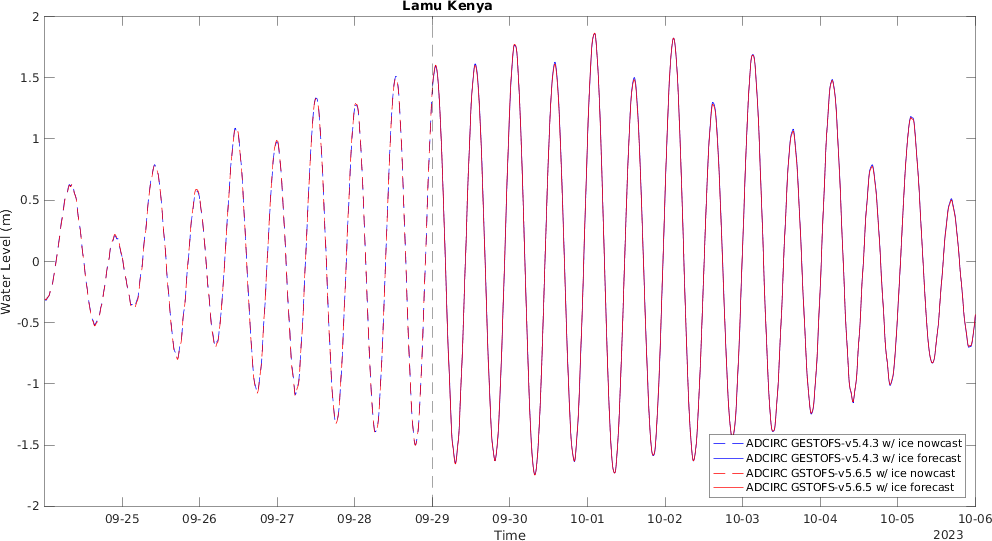 Lamu Kenya
2
1.5
1
0.5
0
-0.5
-1
-1.5
-2
Water Level (m)
ADCIRC GESTOFS-v5.4.3 w/ ice nowcast
ADCIRC GESTOFS-v5.4.3 w/ ice forecast
ADCIRC GSTOFS-v5.6.5 w/ ice nowcast
ADCIRC GSTOFS-v5.6.5 w/ ice forecast
09-25 09-26 09-27 09-28 09-29 09-30 10-01 10-02 10-03 10-04 10-05 10-06
Time
2023